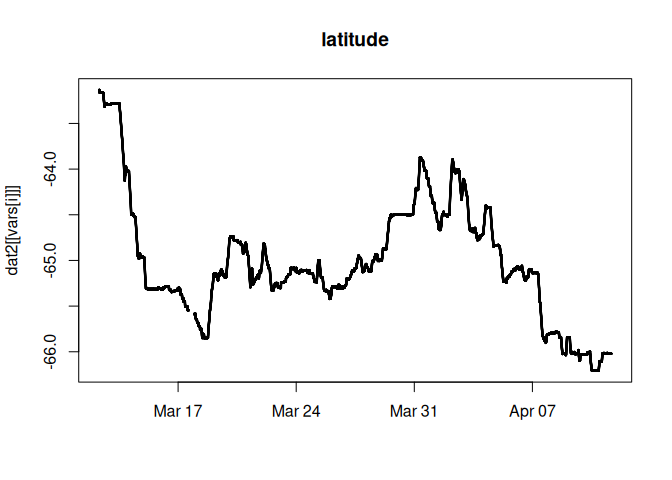 latitude
dat2[[vars[i]]]
-64.0
-65.0
-66.0
Mar 17
Mar 24
Mar 31
Apr 07